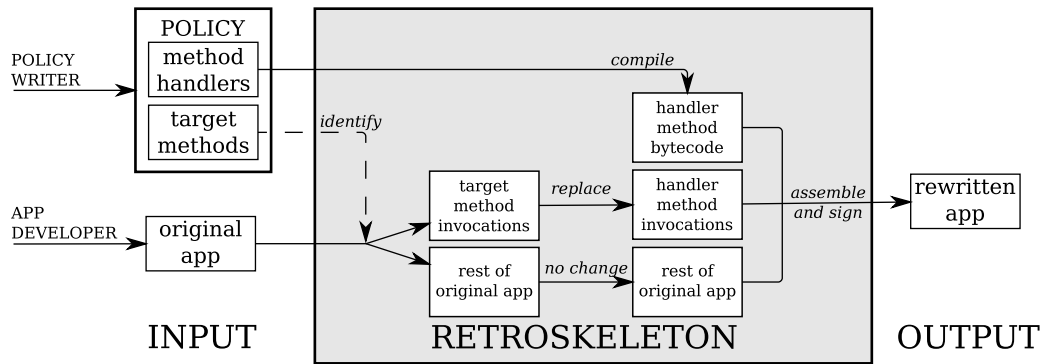 POLICY
WRITER
POLICY
method
handlers
target
methods
compile
identify
handler
method
bytecode
APP
DEVELOPER
original
app
target
method
invocations
replace
handler
method
invocations
rest of
original app
no change
rest of
original app
assemble
and sign
rewritten
app
INPUT
RETROSKELETON
OUTPUT